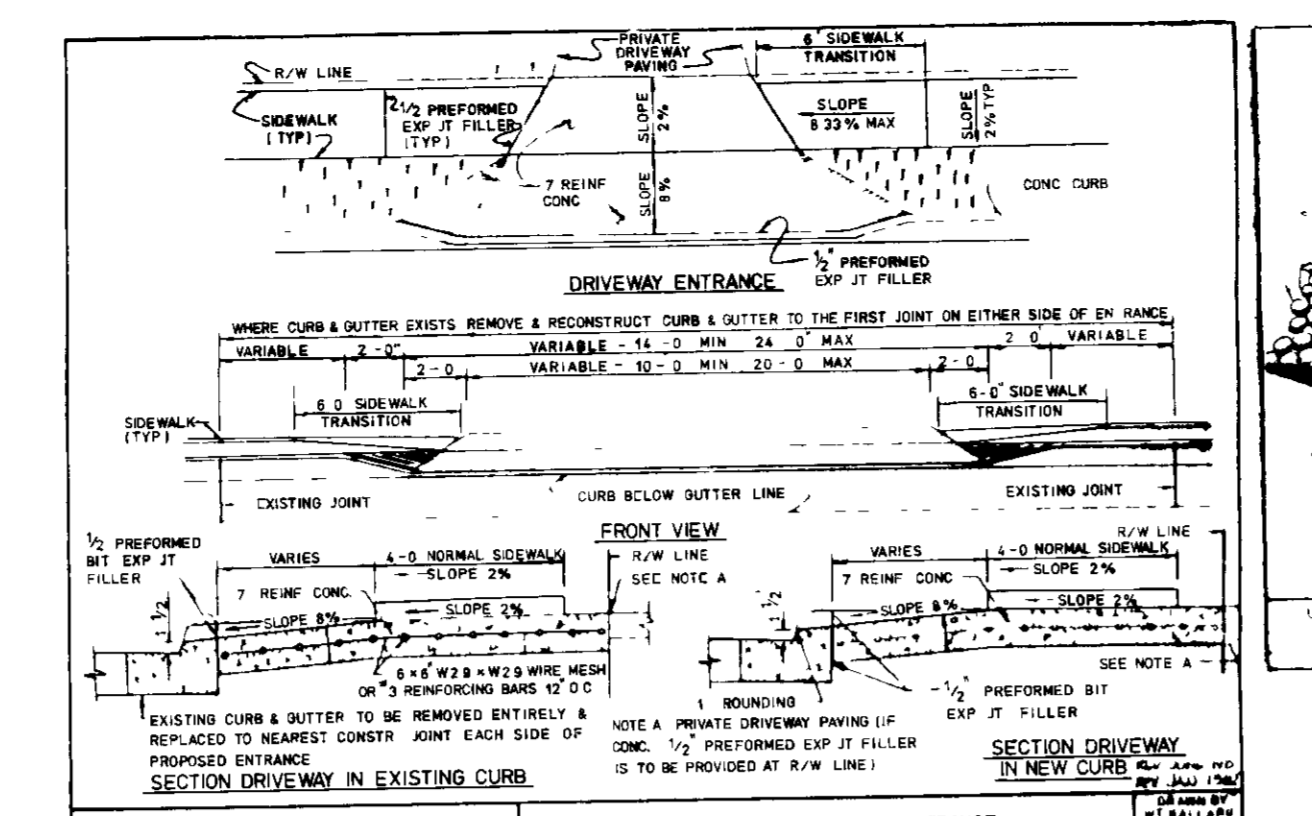 PRIVATE
DRIVEWAY
PAVING
6' SIDEWALK
TRANSITION
R/W LINE
SIDEWALK
(TYP)
1/2 PREFORMED
EXP JT FILLER
(TYP)
SLOPE
2%
SLOPE
8 33% MAX
SLOPE
2% TYP
7 REINF
CONC
SLOPE
8%
CONC CURB
1/2" PREFORMED
EXP JT FILLER
DRIVEWAY ENTRANCE
WHERE CURB & GUTTER EXISTS REMOVE & RECONSTRUCT CURB & GUTTER TO THE FIRST JOINT ON EITHER SIDE OF EN RANCE
VARIABLE
2 -0"
VARIABLE - 14 -0 MIN 24 0" MAX
2 0
VARIABLE
2 -0
VARIABLE - 10 - 0 MIN 20 - 0 MAX
2 - 0
6 0 SIDEWALK
TRANSITION
6-0" SIDEWALK
TRANSITION
SIDEWALK
(TYP)
EXISTING JOINT
CURB BELOW GUTTER LINE
EXISTING JOINT
FRONT VIEW
1/2 PREFORMED
BIT EXP JT
FILLER
VARIES
4-0 NORMAL SIDEWALK
SLOPE 2%
R/W LINE
SEE NOTE A
7 REINF CONC.
1 1/2
SLOPE 8%
SLOPE 2%
6 x 6" W2 9 x W2 9 WIRE MESH
OR #3 REINFORCING BARS 12" O C
EXISTING CURB & GUTTER TO BE REMOVED ENTIRELY &
REPLACED TO NEAREST CONSTR JOINT EACH SIDE OF
PROPOSED ENTRANCE
SECTION DRIVEWAY IN EXISTING CURB
R/W LINE
VARIES
4-0 NORMAL SIDEWALK
SLOPE 2%
7 REINF CONC
1 1/2
SLOPE 8%
SLOPE 2%
SEE NOTE A
1/2" PREFORMED BIT
EXP JT FILLER
1 ROUNDING
NOTE A PRIVATE DRIVEWAY PAVING (IF
CONC. 1/2" PREFORMED EXP JT FILLER
IS TO BE PROVIDED AT R/W LINE)
SECTION DRIVEWAY
IN NEW CURB
DRAWN BY